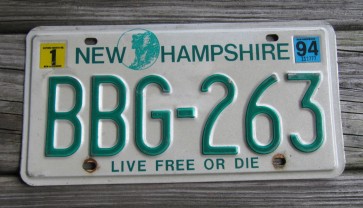 1 NEW HAMPSHIRE 94
BBG-263
LIVE FREE OR DIE